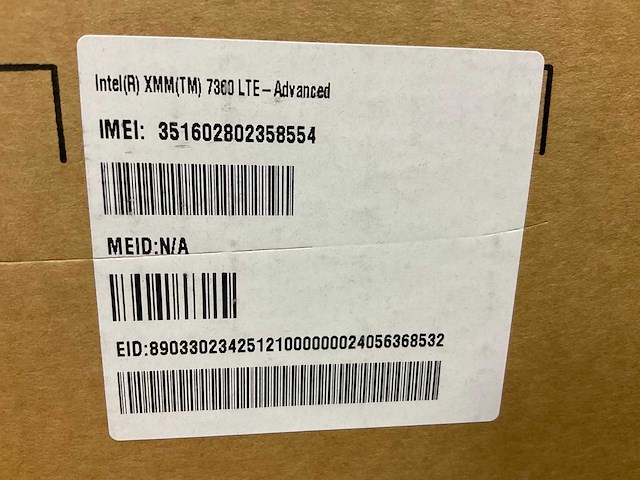 Intel(R) XMM(TM) 7360 LTE–Advanced
IMEI: 351602802358554
MEID:N/A
EID:89033023425121000000024056368532